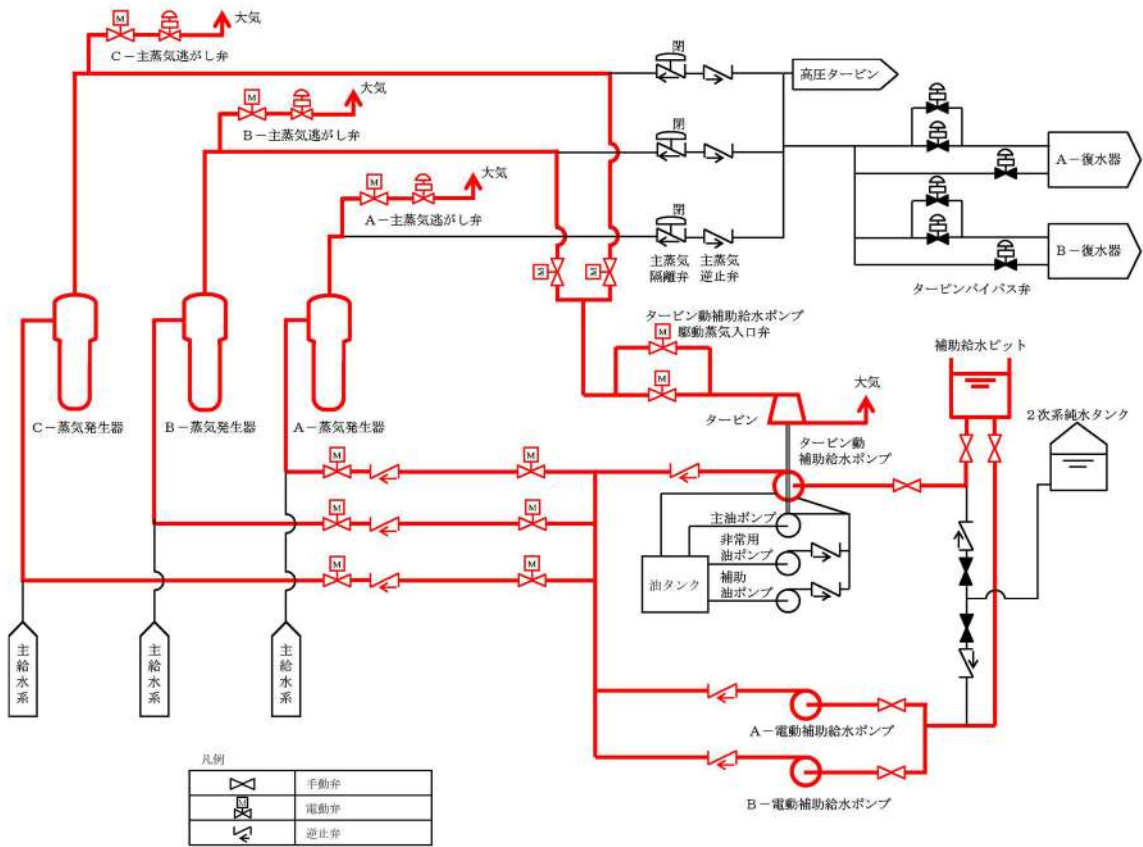 M
大気
C－主蒸気逃がし弁
閉
高圧タービン
M
大気
B－主蒸気逃がし弁
閉
A－復水器
M
大気
A－主蒸気逃がし弁
閉
主蒸気
隔離弁
主蒸気
逆止弁
B－復水器
タービンバイパス弁
M
M
タービン動補助給水ポンプ
駆動蒸気入口弁
M
M
大気
タービン
補助給水ピット
2次系純水タンク
C－蒸気発生器
B－蒸気発生器
A－蒸気発生器
タービン動
補助給水ポンプ
M
M
M
M
M
M
主油ポンプ
非常用
油ポンプ
補助
油ポンプ
油タンク
主給水系
主給水系
主給水系
A－電動補助給水ポンプ
B－電動補助給水ポンプ
凡例
手動弁
M
電動弁
逆止弁